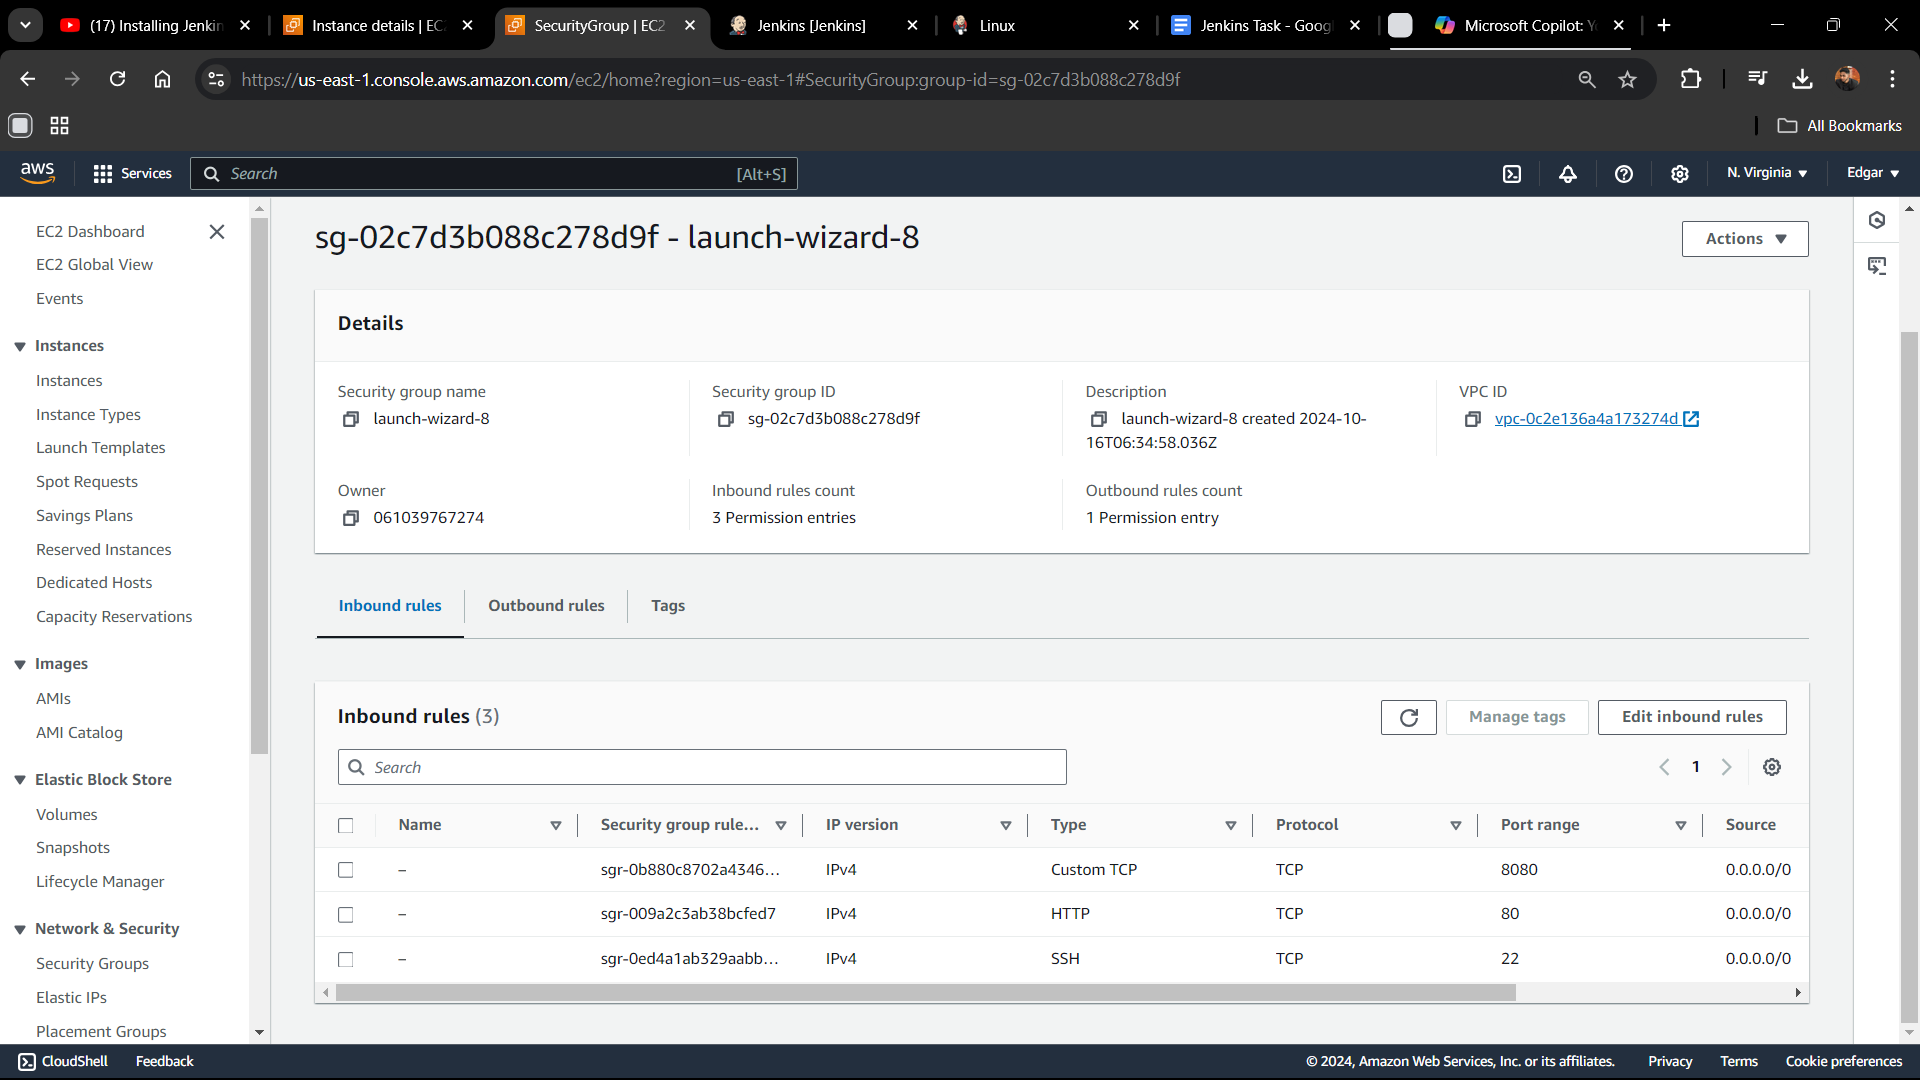 (17) Installing Jenkin
Instance details | EC
SecurityGroup | EC2
Jenkins [Jenkins]
Linux
Jenkins Task - Goog
Microsoft Copilot: Y
https://us-east-1.console.aws.amazon.com/ec2/home?region=us-east-1#SecurityGroup:group-id=sg-02c7d3b088c278d9f
All Bookmarks
aws
Services
Search
[Alt+S]
N. Virginia
Edgar
EC2 Dashboard
EC2 Global View
Events
Instances
Instances
Instance Types
Launch Templates
Spot Requests
Savings Plans
Reserved Instances
Dedicated Hosts
Capacity Reservations
Images
AMIs
AMI Catalog
Elastic Block Store
Volumes
Snapshots
Lifecycle Manager
Network & Security
Security Groups
Elastic IPs
Placement Groups
sg-02c7d3b088c278d9f - launch-wizard-8
Actions
Details
Security group name
launch-wizard-8
Security group ID
sg-02c7d3b088c278d9f
Description
launch-wizard-8 created 2024-10-
16T06:34:58.036Z
VPC ID
vpc-0c2e136a4a173274d
Owner
061039767274
Inbound rules count
3 Permission entries
Outbound rules count
1 Permission entry
Inbound rules
Outbound rules
Tags
Inbound rules (3)
Manage tags
Edit inbound rules
Search
1
Name Security group rule... IP version Type Protocol Port range Source
– sgr-0b880c8702a4346... IPv4 Custom TCP TCP 8080 0.0.0.0/0
– sgr-009a2c3ab38bcfed7 IPv4 HTTP TCP 80 0.0.0.0/0
– sgr-0ed4a1ab329aabb... IPv4 SSH TCP 22 0.0.0.0/0
CloudShell
Feedback
© 2024, Amazon Web Services, Inc. or its affiliates.
Privacy
Terms
Cookie preferences